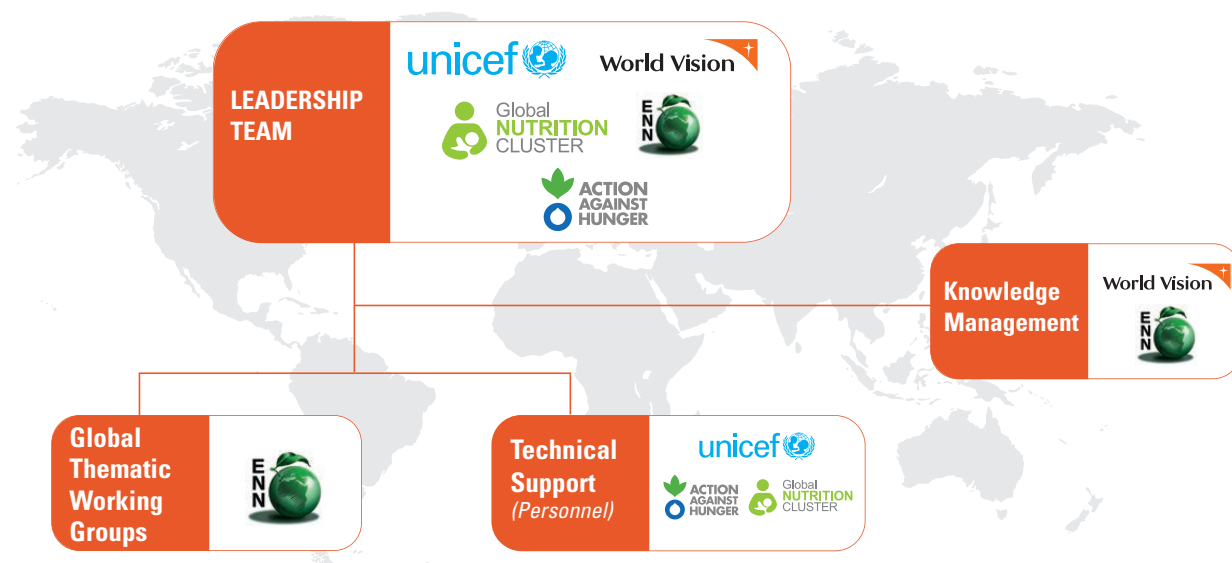 LEADERSHIP
TEAM
unicef
World Vision
Global
NUTRITION
CLUSTER
ENN
ACTION
AGAINST
HUNGER
Knowledge
Management
World Vision
ENN
Global
Thematic
Working
Groups
ENN
Technical
Support
(Personnel)
unicef
ACTION
AGAINST
HUNGER
Global
NUTRITION
CLUSTER